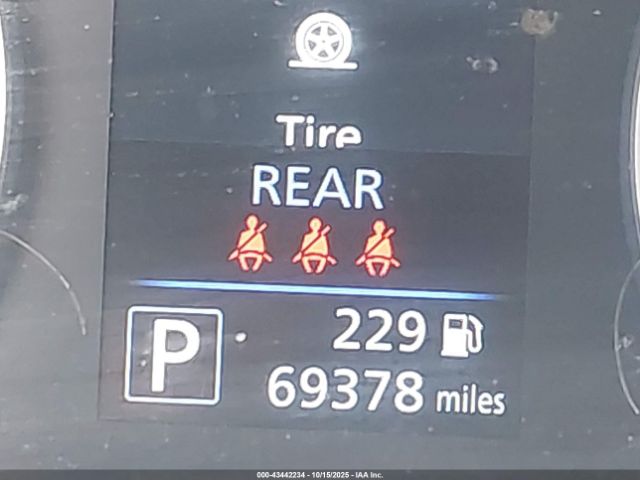 Tire
REAR
P
229
69378 miles
000-43442234 - 10/15/2025 - IAA Inc.